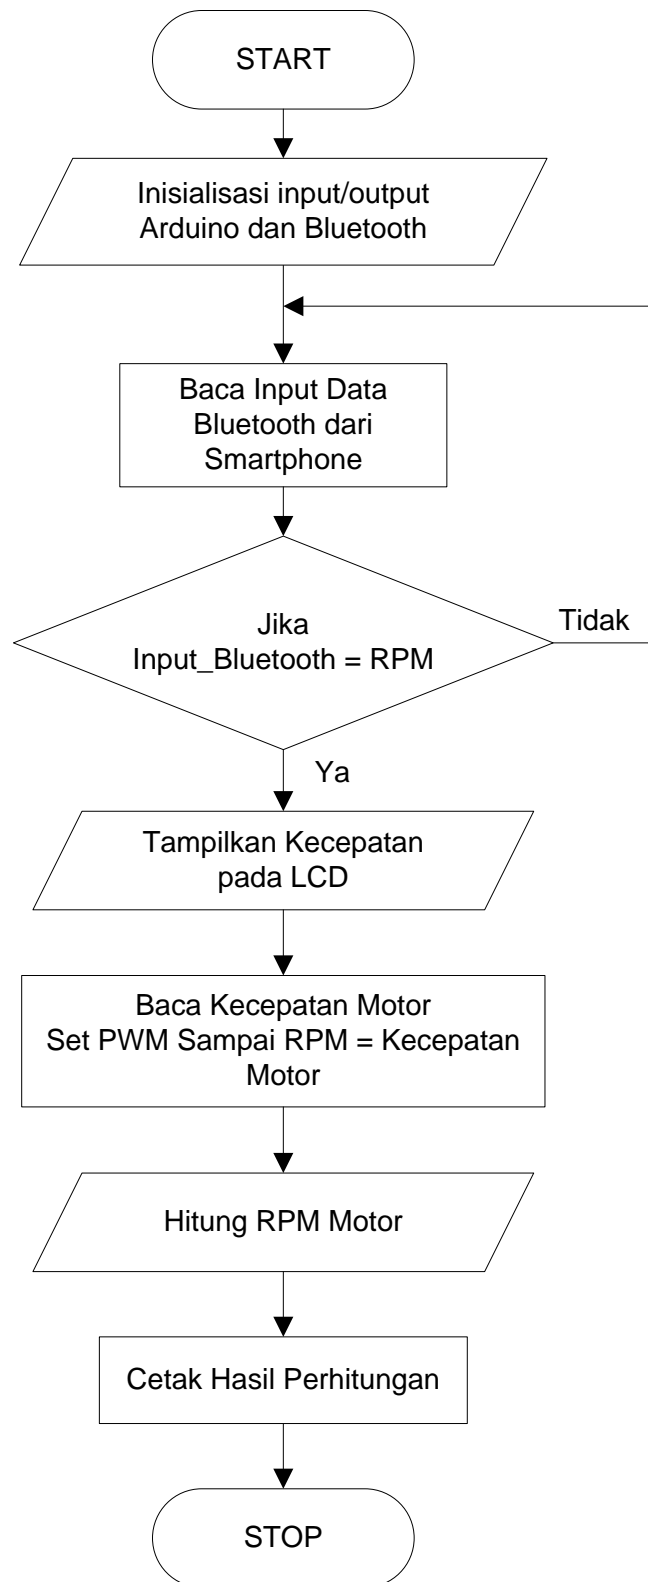 START
Inisialisasi input/output
Arduino dan Bluetooth
Baca Input Data
Bluetooth dari
Smartphone
Jika
Input_Bluetooth = RPM
Tidak
Ya
Tampilkan Kecepatan
pada LCD
Baca Kecepatan Motor
Set PWM Sampai RPM = Kecepatan
Motor
Hitung RPM Motor
Cetak Hasil Perhitungan
STOP